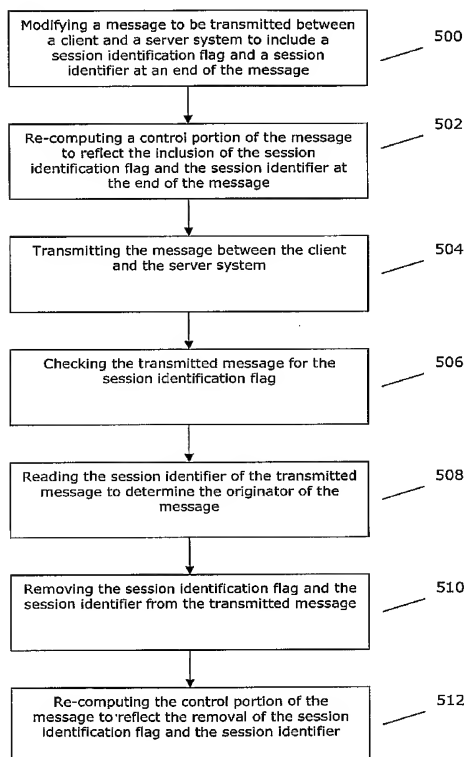 Modifying a message to be transmitted between
a client and a server system to include a
session identification flag and a session
identifier at an end of the message
500
Re-computing a control portion of the message
to reflect the inclusion of the session
identification flag and the session identifier at
the end of the message
502
Transmitting the message between the client
and the server system
504
Checking the transmitted message for the
session identification flag
506
Reading the session identifier of the transmitted
message to determine the originator of the
message
508
Removing the session identification flag and the
session identifier from the transmitted message
510
Re-computing the control portion of the
message to reflect the removal of the session
identification flag and the session identifier
512